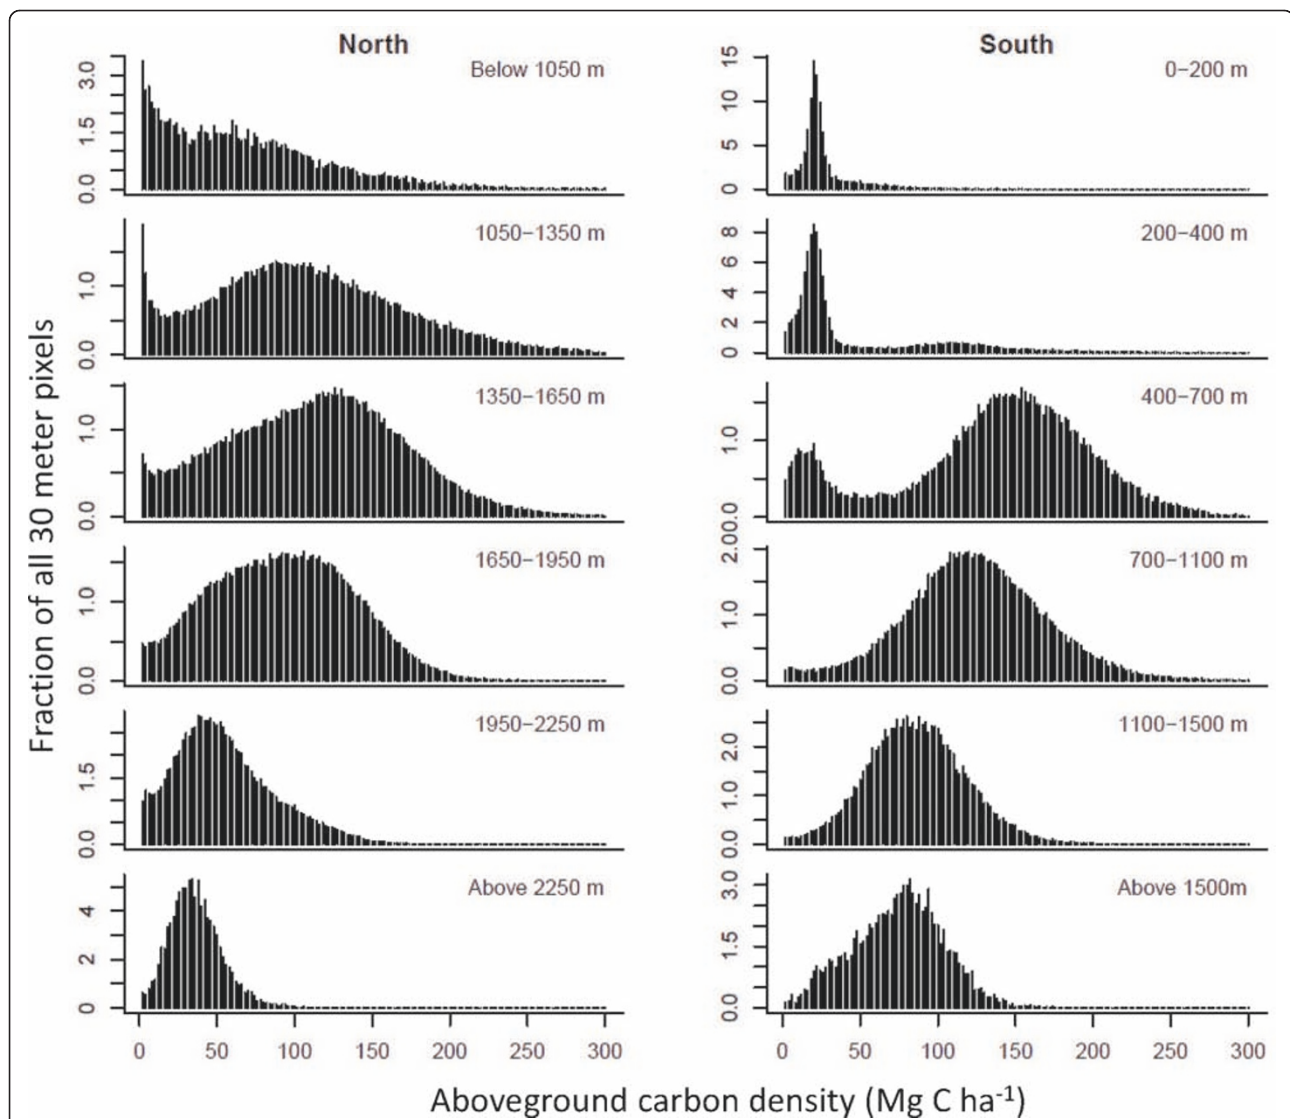 North
South
Below 1050 m
3.0
1.5
0.0
0−200 m
15
10
5
0
1050−1350 m
1.0
0.0
200−400 m
8
6
4
2
0
1350−1650 m
1.0
0.0
400−700 m
1.0
0.0
1650−1950 m
1.0
0.0
700−1100 m
2.00
1.0
0.0
1950−2250 m
1.5
0.0
1100−1500 m
2.0
1.0
0.0
Above 2250 m
4
2
0
Above 1500m
3.0
1.5
0.0
0 50 100 150 200 250 300
0 50 100 150 200 250 300
Fraction of all 30 meter pixels
Aboveground carbon density (Mg C ha-1)